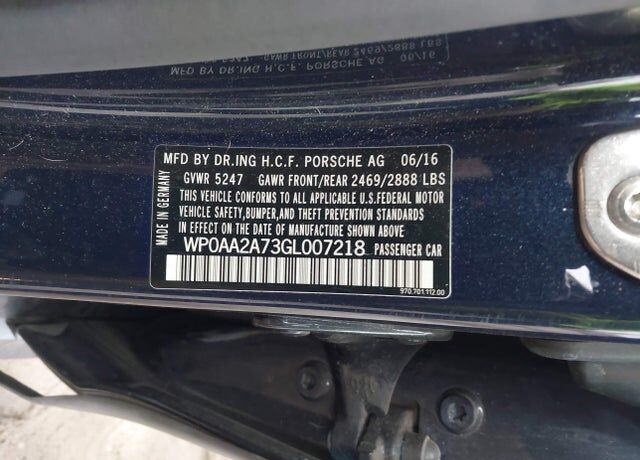 MFD BY DR.ING H.C.F. PORSCHE AG 06/16
GVWR 5247 GAWR FRONT/REAR 2469/2888 LBS
THIS VEHICLE CONFORMS TO ALL APPLICABLE U.S.FEDERAL MOTOR
VEHICLE SAFETY,BUMPER,AND THEFT PREVENTION STANDARDS
IN EFFECT ON THE DATE OF MANUFACTURE SHOWN ABOVE.
WP0AA2A73GL007218 PASSENGER CAR
970.701.112.00
MADE IN GERMANY